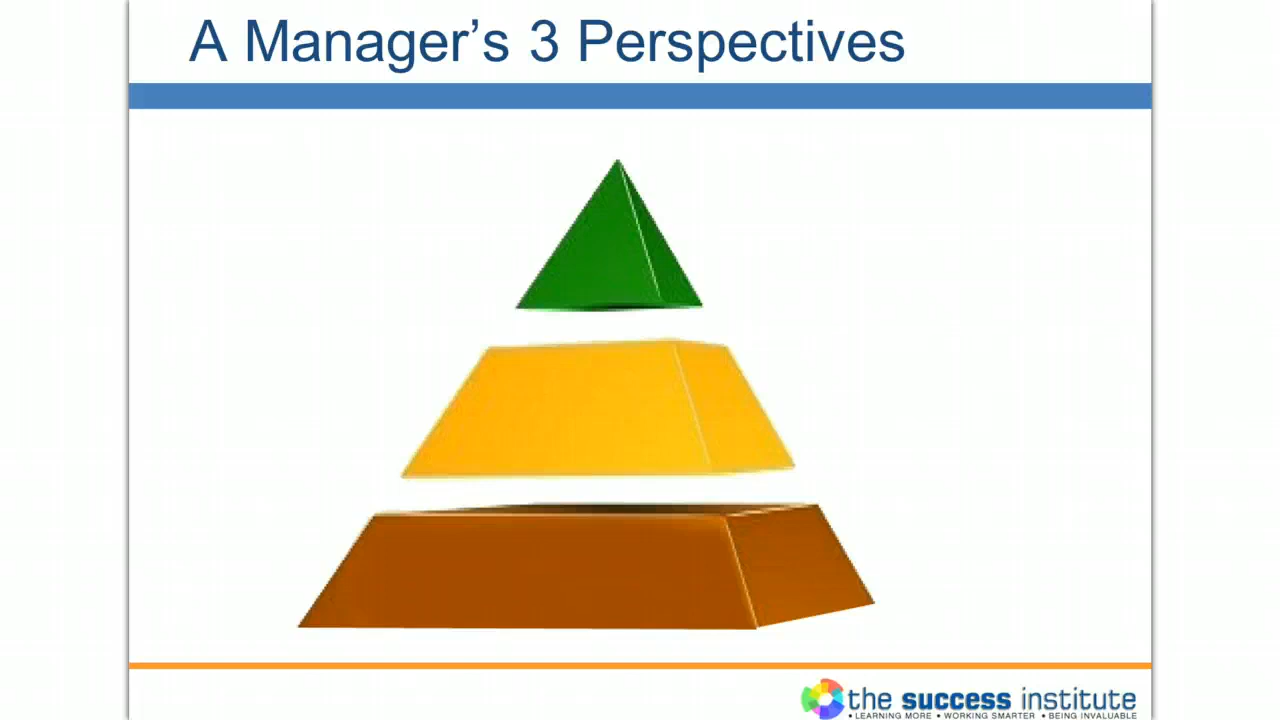 A Manager’s 3 Perspectives
the success institute
• LEARNING MORE • WORKING SMARTER • BEING INVALUABLE